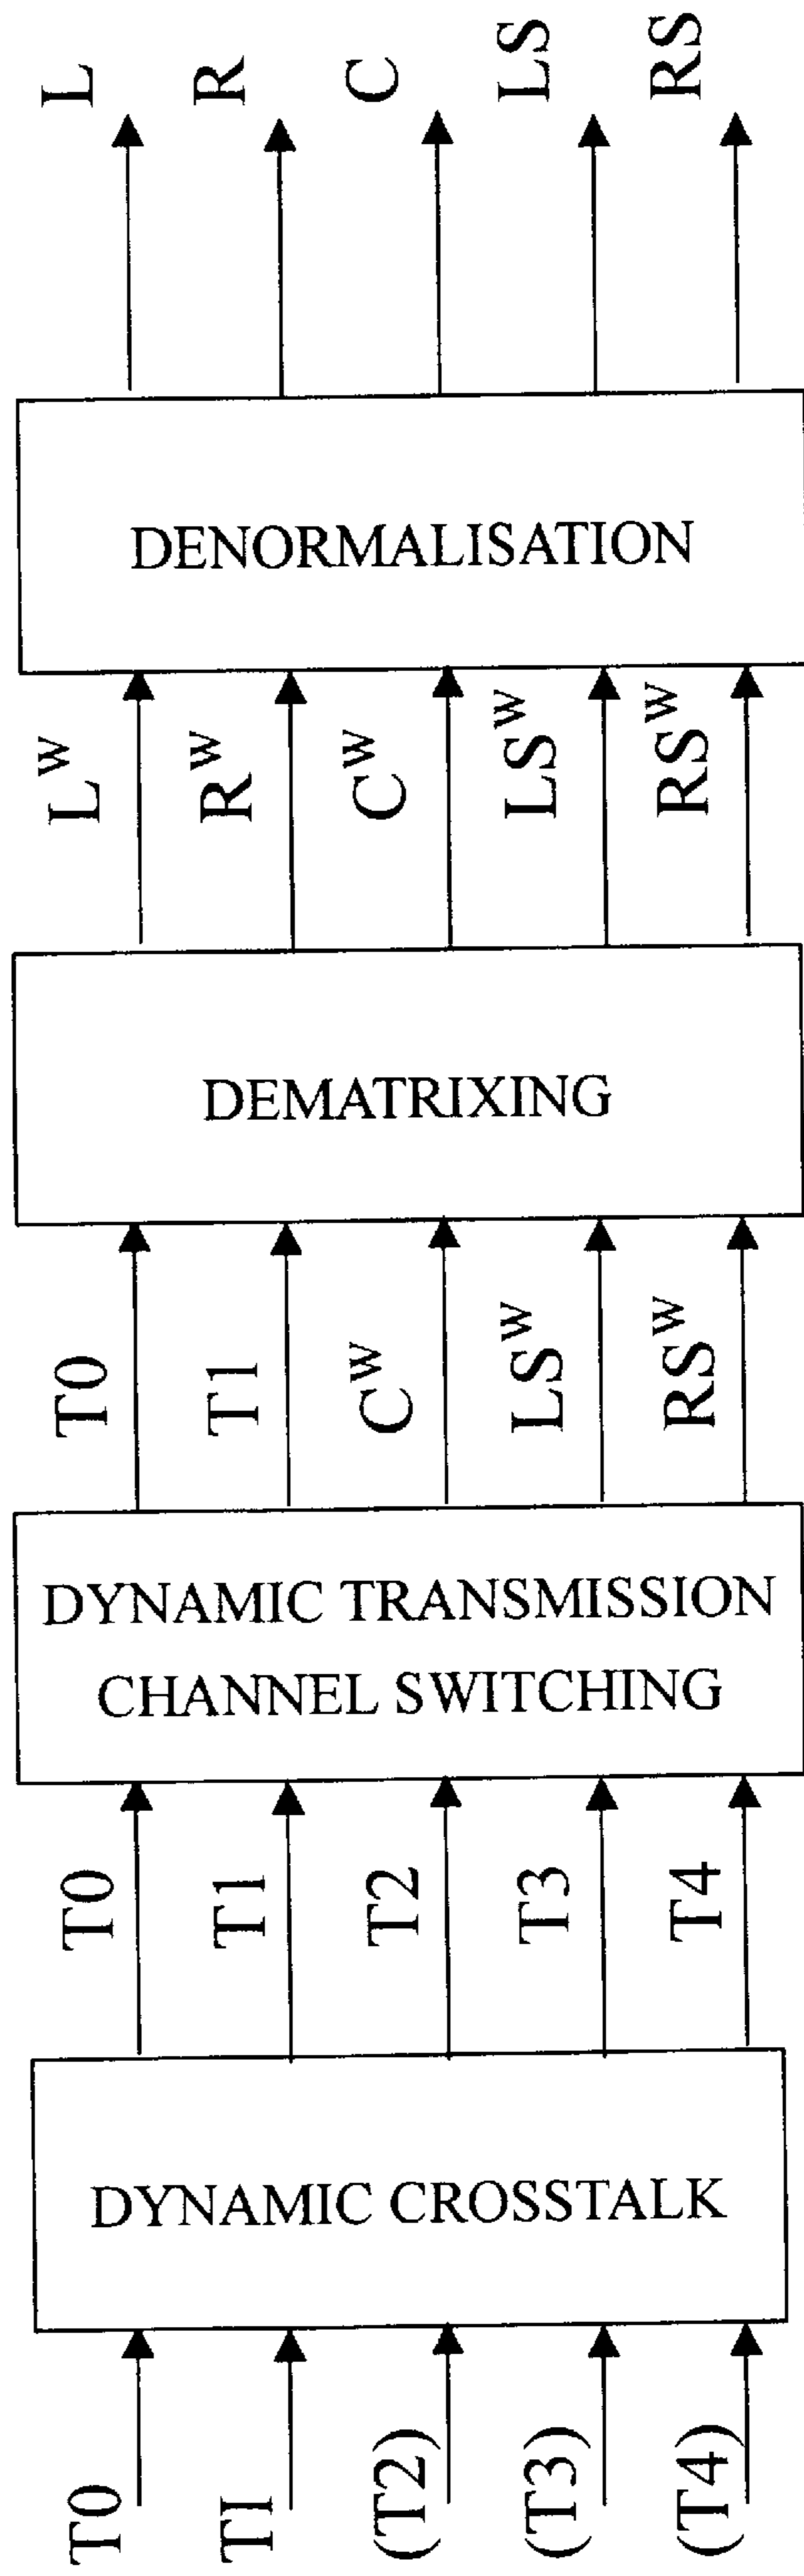 L
R
C
LS
RS
DENORMALISATION
L^W
R^W
C^W
LS^W
RS^W
DEMATRIXING
T0
T1
C^W
LS^W
RS^W
DYNAMIC TRANSMISSION
CHANNEL SWITCHING
T0
T1
T2
T3
T4
DYNAMIC CROSSTALK
T0
TI
(T2)
(T3)
(T4)